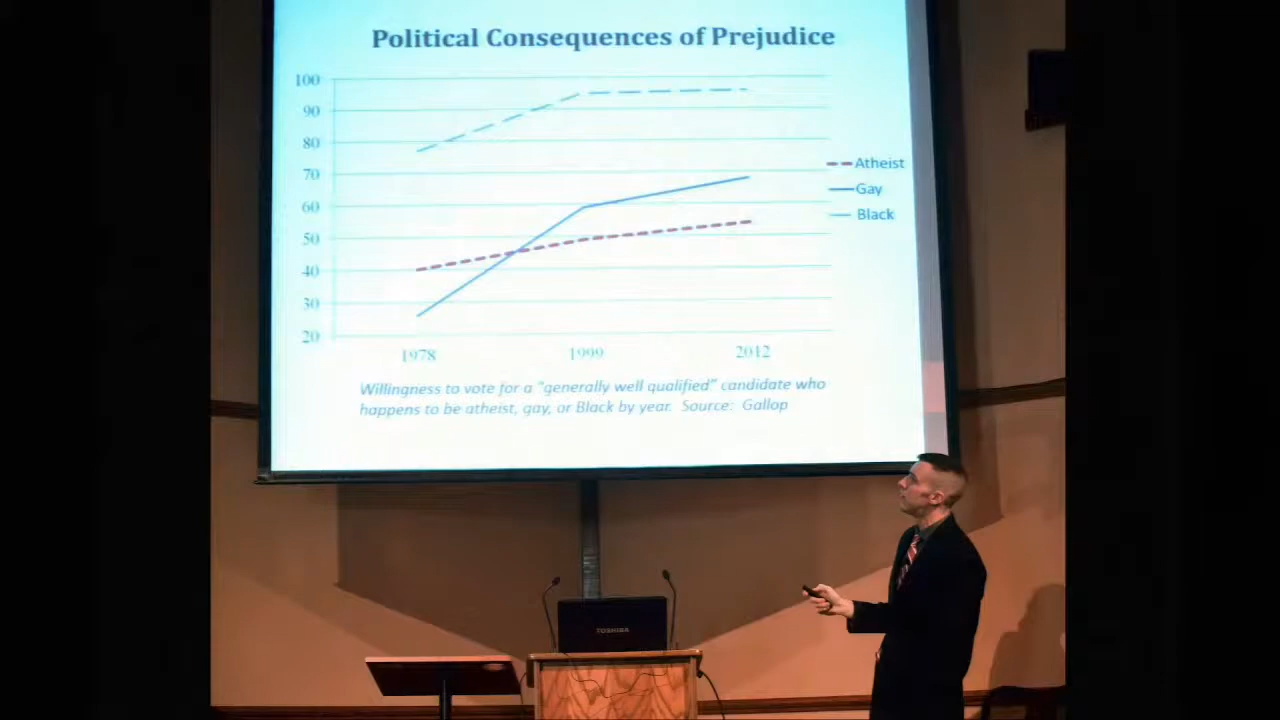 Political Consequences of Prejudice
100
90
80
70
60
50
40
30
20
1978 1999 2012
Atheist
Gay
Black
Willingness to vote for a "generally well qualified" candidate who
happens to be atheist, gay, or Black by year. Source: Gallop
TOSHIBA